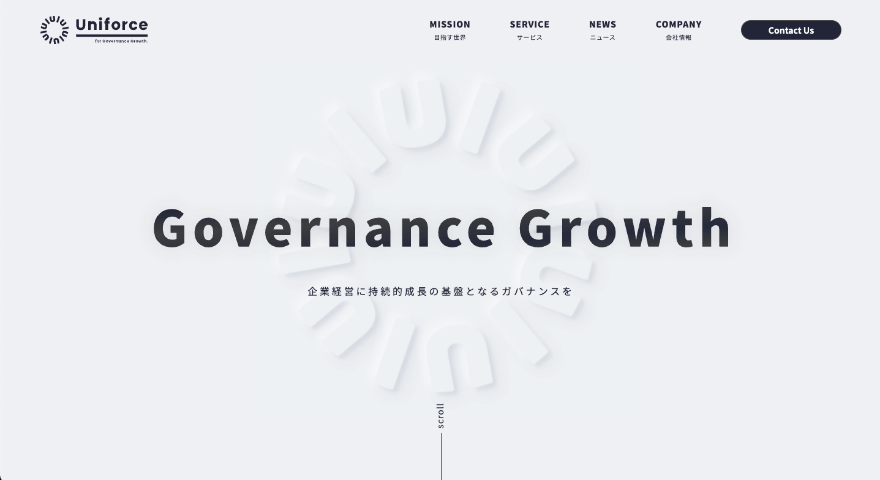 Uniforce
for Governance Growth.
MISSION
目指す世界
SERVICE
サービス
NEWS
ニュース
COMPANY
会社情報
Contact Us
Governance Growth
企業経営に持続的成長の基盤となるガバナンスを
scroll